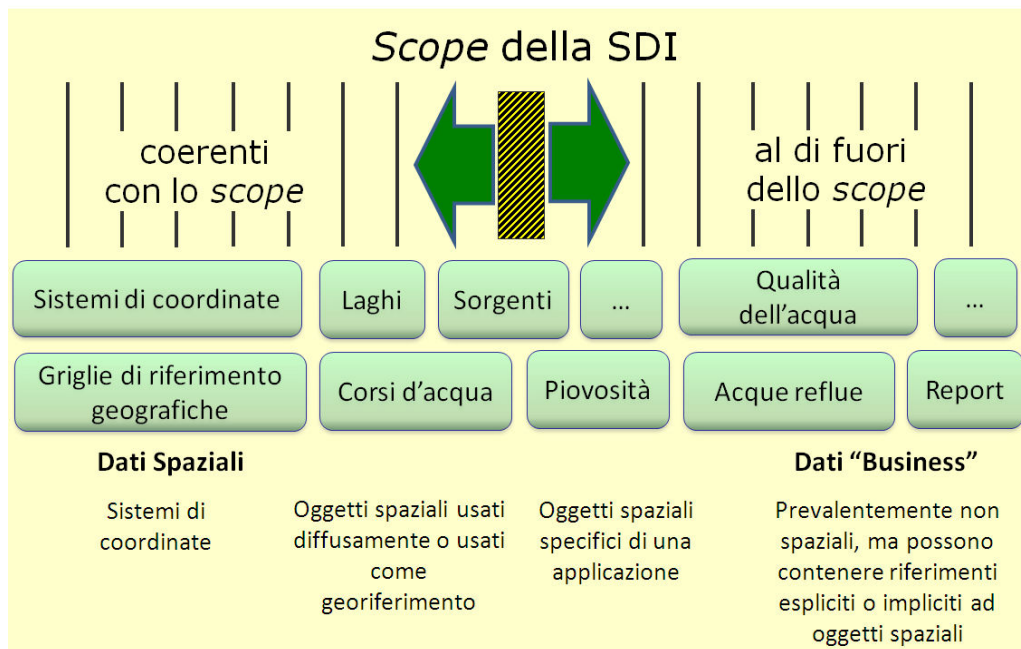 Scope della SDI
coerenti
con lo scope
al di fuori
dello scope
Sistemi di coordinate
Laghi
Sorgenti
...
Qualità
dell'acqua
...
Griglie di riferimento
geografiche
Corsi d'acqua
Piovosità
Acque reflue
Report
Dati Spaziali
Dati “Business”
Sistemi di
coordinate
Oggetti spaziali usati
diffusamente o usati
come
georiferimento
Oggetti spaziali
specifici di una
applicazione
Prevalentemente non
spaziali, ma possono
contenere riferimenti
espliciti o impliciti ad
oggetti spaziali